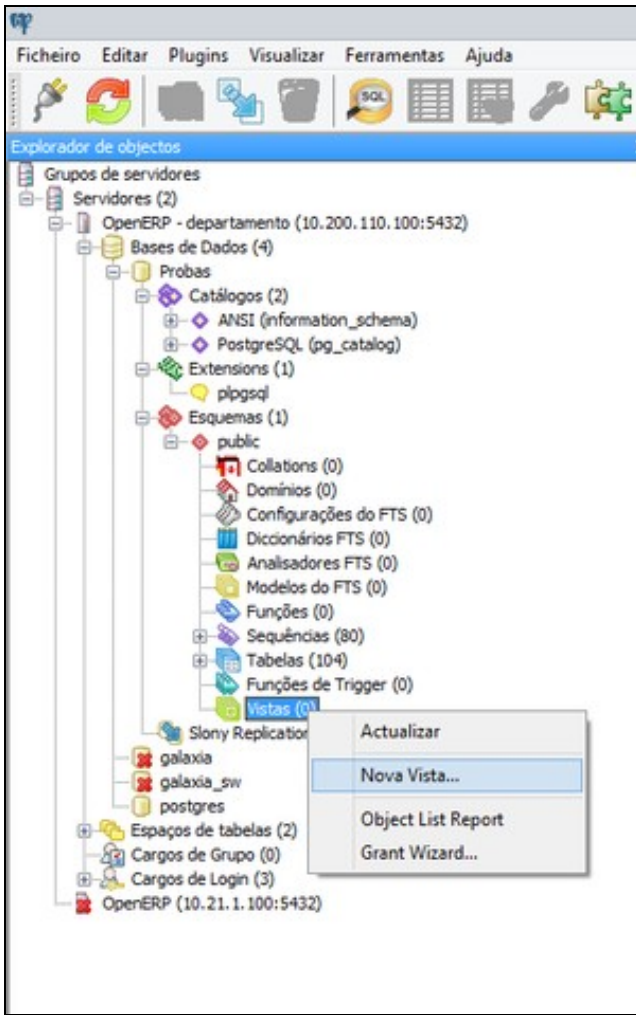 Ficheiro Editar Plugins Visualizar Ferramentas Ajuda
SQL
Explorador de objectos
Grupos de servidores
Servidores (2)
OpenERP - departamento (10.200.110.100:5432)
Bases de Dados (4)
Probas
Catálogos (2)
ANSI (information_schema)
PostgreSQL (pg_catalog)
Extensions (1)
plpgsql
Esquemas (1)
public
Collations (0)
Domínios (0)
Configurações do FTS (0)
Diccionários FTS (0)
Analisadores FTS (0)
Modelos do FTS (0)
Funções (0)
Sequências (80)
Tabelas (104)
Funções de Trigger (0)
Vistas (0)
Actualizar
Slony Replication
galaxia
Nova Vista...
galaxia_sw
postgres
Object List Report
Espaços de tabelas (2)
Cargos de Grupo (0)
Grant Wizard...
Cargos de Login (3)
OpenERP (10.21.1.100:5432)